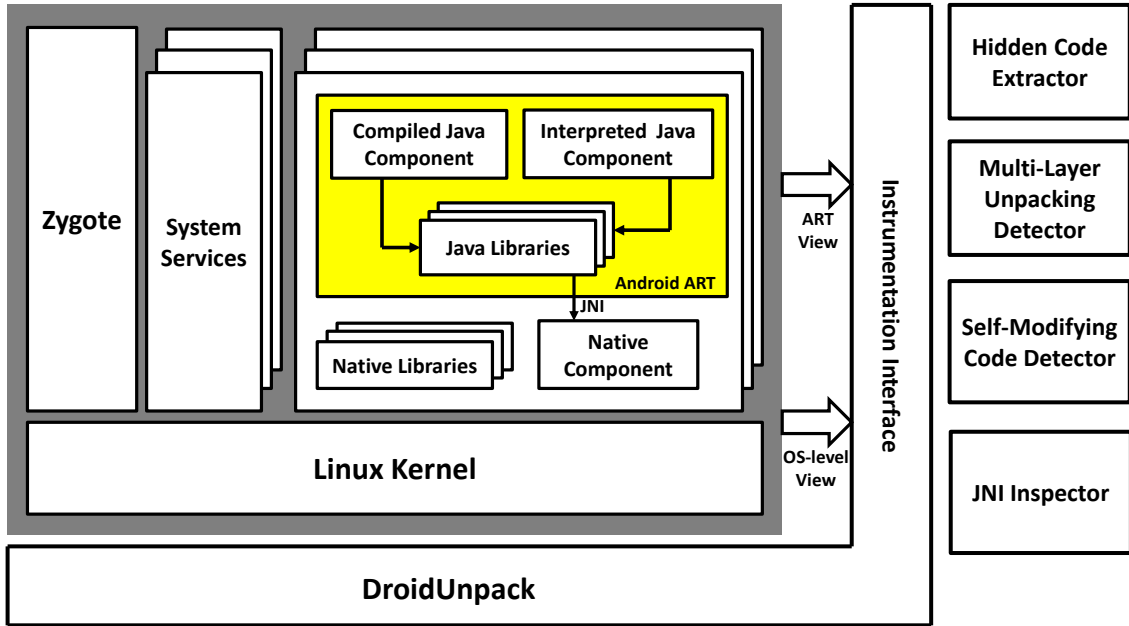 Zygote
System
Services
Compiled Java
Component
Interpreted Java
Component
Java Libraries
Android ART
JNI
Native Libraries
Native
Component
Linux Kernel
ART
View
OS-level
View
Instrumentation Interface
DroidUnpack
Hidden Code
Extractor
Multi-Layer
Unpacking
Detector
Self-Modifying
Code Detector
JNI Inspector